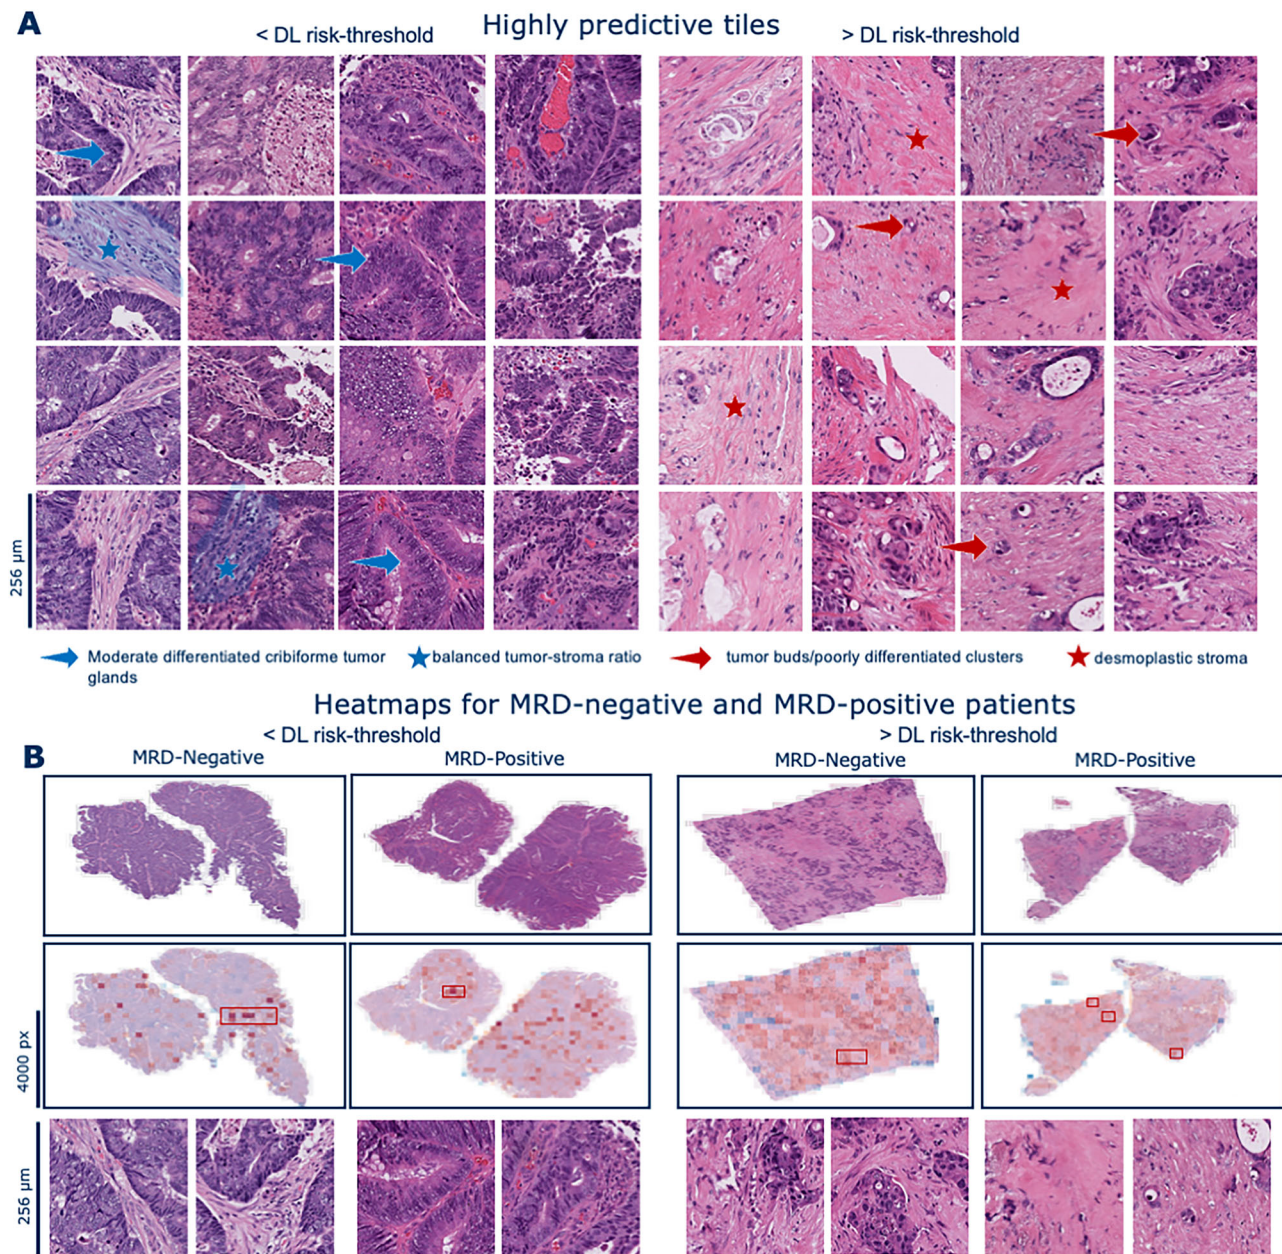 A
Highly predictive tiles
< DL risk-threshold
> DL risk-threshold
256 µm
Moderate differentiated cribiforme tumor
glands
balanced tumor-stroma ratio
tumor buds/poorly differentiated clusters
desmoplastic stroma
Heatmaps for MRD-negative and MRD-positive patients
< DL risk-threshold
> DL risk-threshold
B
MRD-Negative
MRD-Positive
MRD-Negative
MRD-Positive
4000 px
256 µm